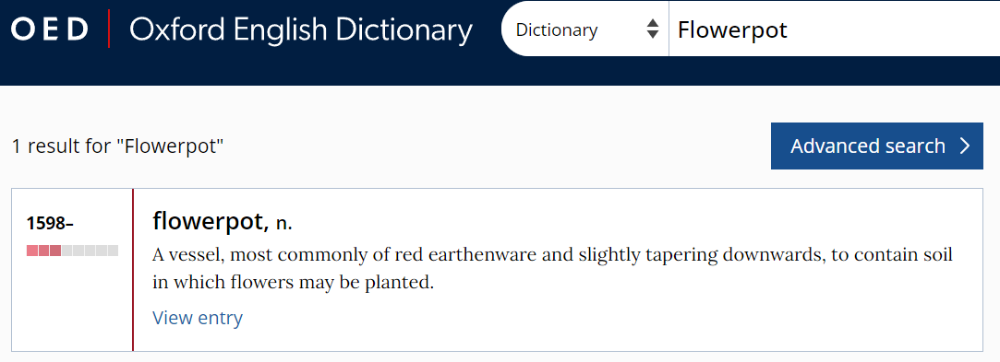 OED | Oxford English Dictionary
Dictionary
Flowerpot
1 result for "Flowerpot"
Advanced search
1598–
flowerpot, n.
A vessel, most commonly of red earthenware and slightly tapering downwards, to contain soil
in which flowers may be planted.
View entry